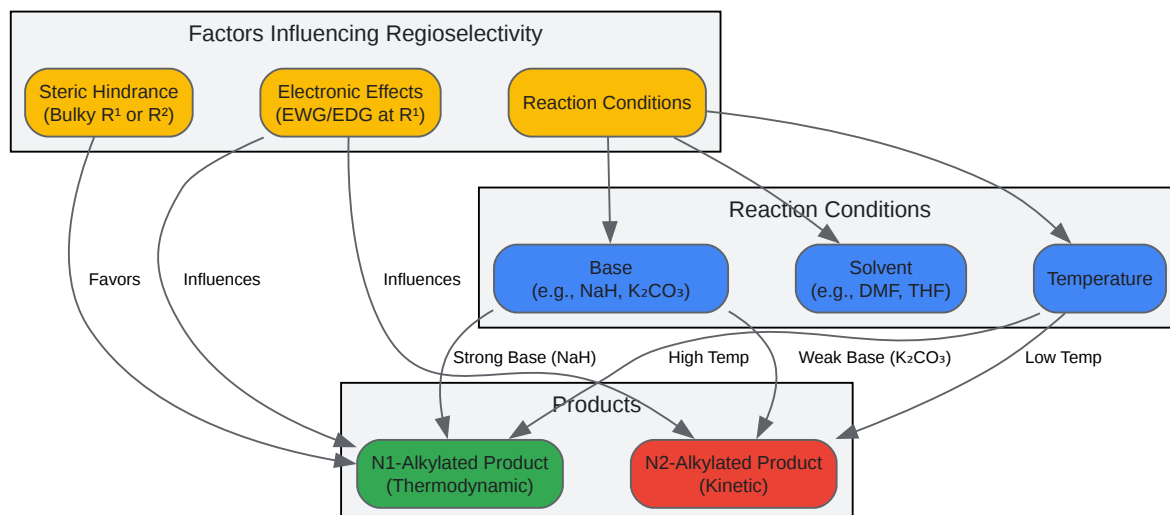 Factors Influencing Regioselectivity
Steric Hindrance
(Bulky R¹ or R²)
Electronic Effects
(EWG/EDG at R¹)
Reaction Conditions
Reaction Conditions
Base
(e.g., NaH, K₂CO₃)
Solvent
(e.g., DMF, THF)
Temperature
Favors
Influences
Influences
Strong Base (NaH)
High Temp
Weak Base (K₂CO₃)
Low Temp
Products
N1-Alkylated Product
(Thermodynamic)
N2-Alkylated Product
(Kinetic)